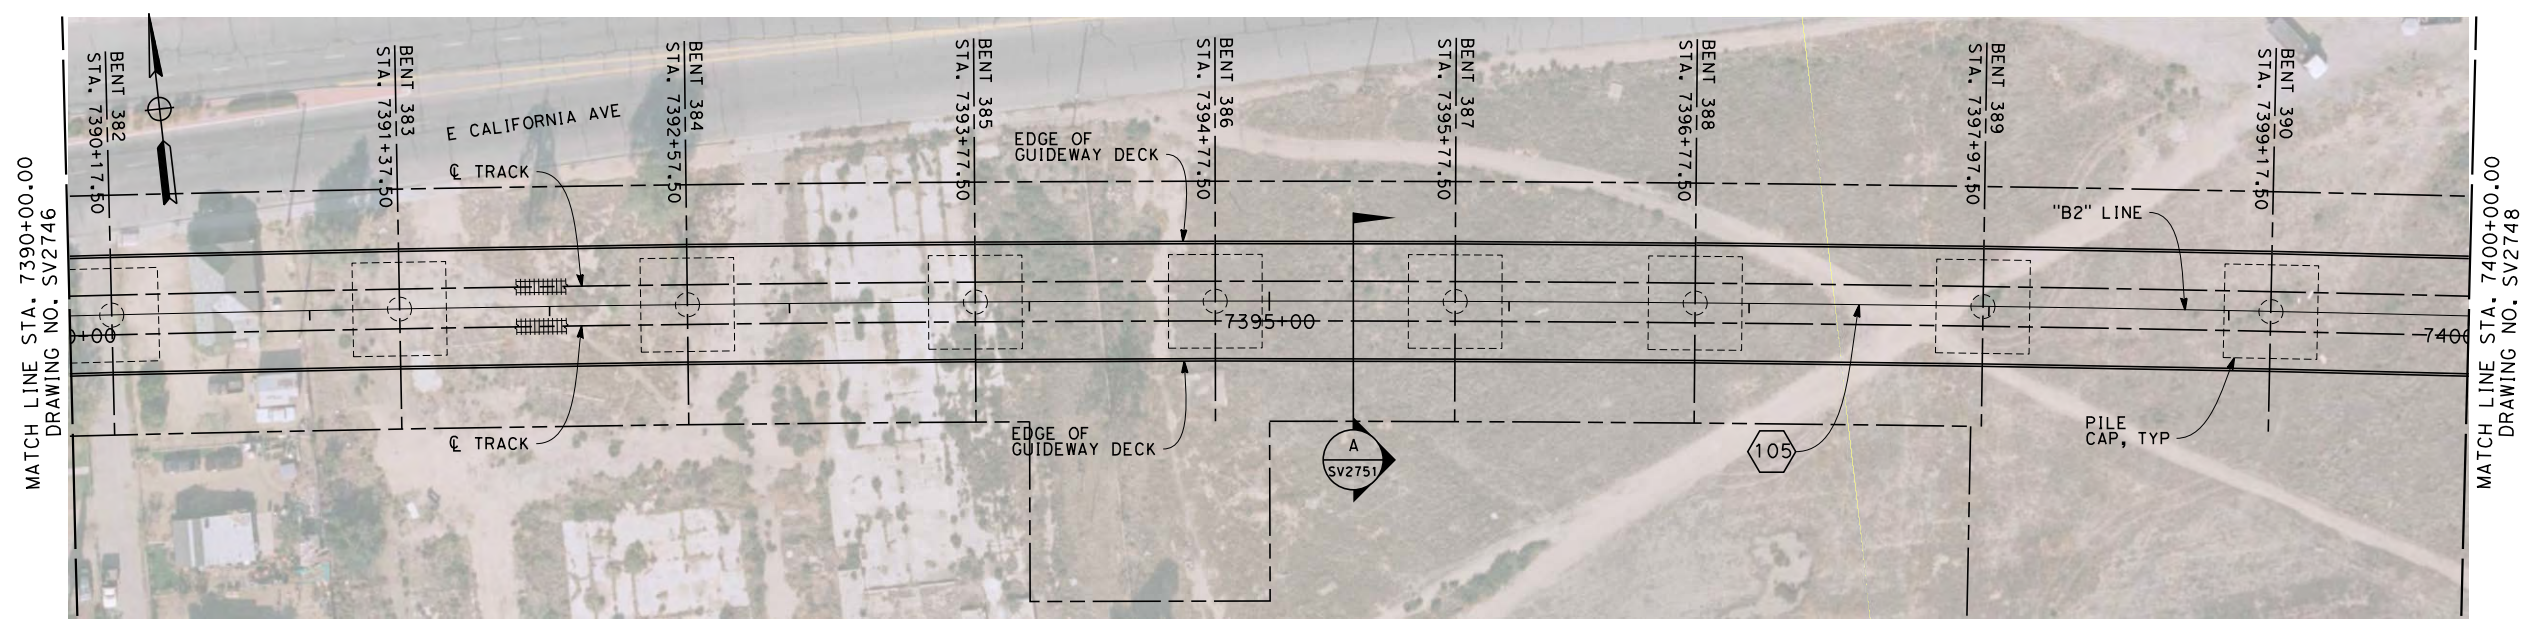 MATCH LINE STA. 7390+00.00
DRAWING NO. SV2746
BENT 382
STA. 7390+17.50
BENT 383
STA. 7391+37.50
BENT 384
STA. 7392+57.50
BENT 385
STA. 7393+77.50
BENT 386
STA. 7394+77.50
BENT 387
STA. 7395+77.50
BENT 388
STA. 7396+77.50
BENT 389
STA. 7397+97.50
BENT 390
STA. 7399+17.50
E CALIFORNIA AVE
℄ TRACK
EDGE OF
GUIDEWAY DECK
"B2" LINE
0+00
7395+00
7400
℄ TRACK
EDGE OF
GUIDEWAY DECK
A
SV2751
105
PILE
CAP, TYP
MATCH LINE STA. 7400+00.00
DRAWING NO. SV2748